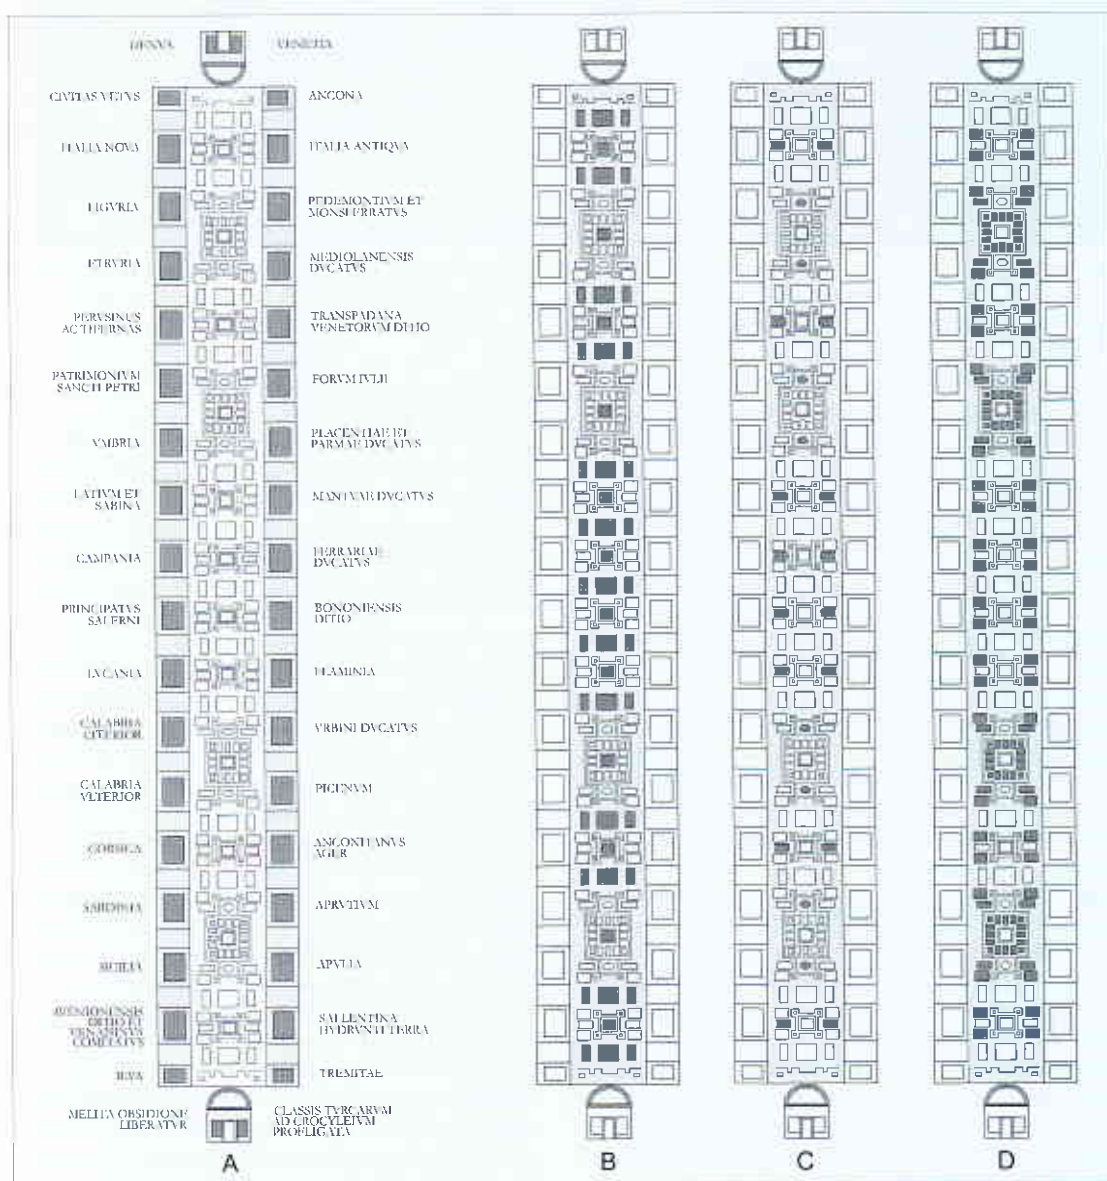 GENVA
VENETIA
CIVITAS VETVS
ANCONA
ITALIA NOVA
ITALIA ANTIQVA
LIGVRIA
PEDEMONTIVM ET
MONSFERRATVS
ETRVRIA
MEDIOLANENSIS
DVCATVS
PERVSINVS
AC TIFERNAS
TRANSPADANA
VENETORVM DITIO
PATRIMONIVM
SANCTI PETRI
FORVM IVLII
VMBRIA
PLACENTIAE ET
PARMAE DVCATVS
LATIVM ET
SABINA
MANTVAE DVCATVS
CAMPANIA
FERRARIAE
DVCATVS
PRINCIPATVS
SALERNI
BONONIENSIS
DITIO
LVCANIA
FLAMINIA
CALABRIA
CITERIOR
VRBINI DVCATVS
CALABRIA
VLTERIOR
PICENVM
CORSICA
ANCONITANVS
AGER
SARDINIA
APRVTIVM
SICILIA
APVLIA
AVENIONENSIS
DITIO ET
VENAISINVS
COMITATVS
SALLENTINA
HYDRVNTI TERRA
ILVA
TREMITAE
MELITA OBSIDIONE
LIBERATVR
CLASSIS TVRCARVM
AD CROCYLEIVM
PROFLIGATA
A
B
C
D